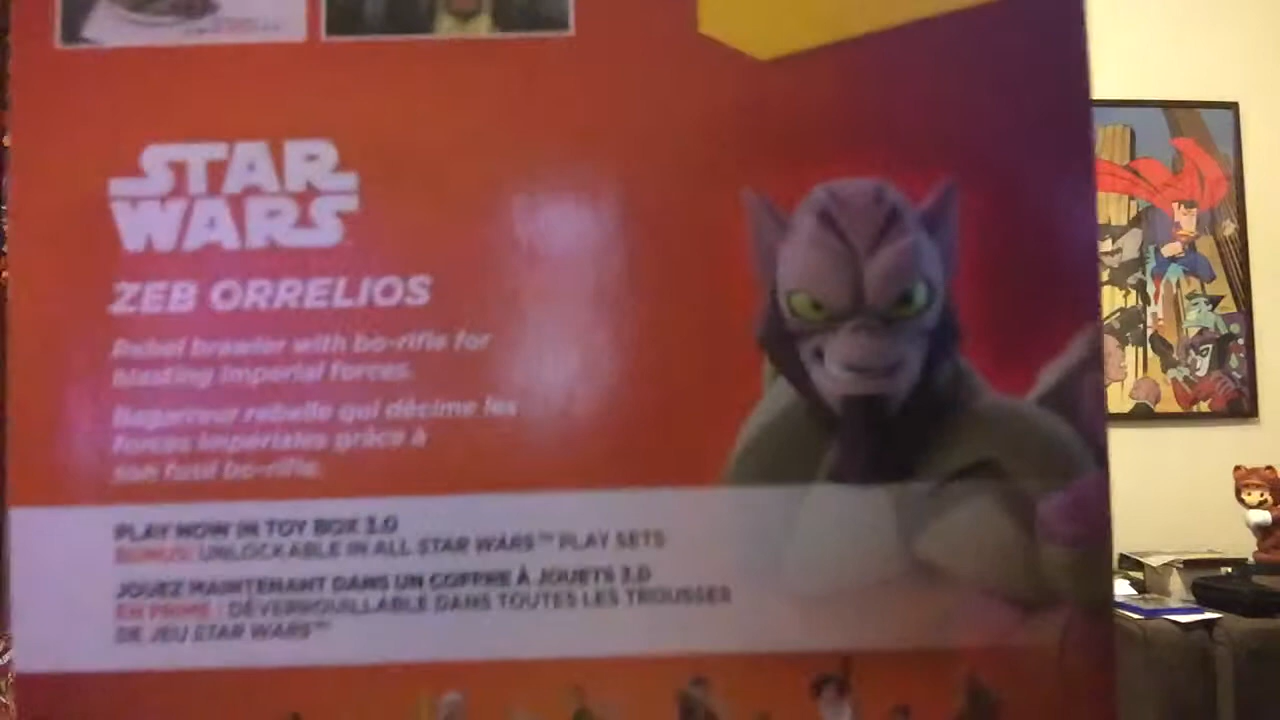 STAR
WARS
ZEB ORRELIOS
Rebel brawler with bo-rifle for
blasting Imperial forces.
Bagarreur rebelle qui décime les
forces impériales grâce à
son fusil bo-rifle.
PLAY NOW IN TOY BOX 3.0
BONUS: UNLOCKABLE IN ALL STAR WARS™ PLAY SETS
JOUEZ MAINTENANT DANS UN COFFRE À JOUETS 3.0
EN PRIME : DÉVERROUILLABLE DANS TOUTES LES TROUSSES
DE JEU STAR WARS™